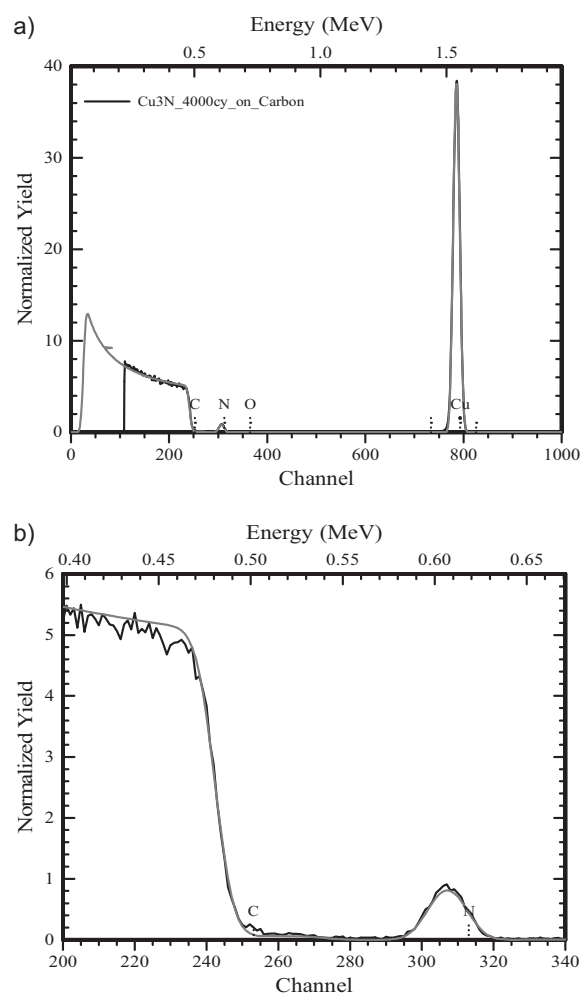 a)
Energy (MeV)
0.5 1.0 1.5
40
Cu3N_4000cy_on_Carbon
30
20
10
0
Normalized Yield
C N O Cu
0 200 400 600 800 1000
Channel
b)
Energy (MeV)
0.40 0.45 0.50 0.55 0.60 0.65
6
5
4
3
2
1
0
Normalized Yield
C N
200 220 240 260 280 300 320 340
Channel